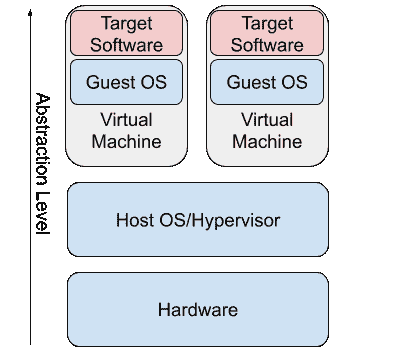 Target
Software
Guest OS
Virtual
Machine
Target
Software
Guest OS
Virtual
Machine
Abstraction Level
Host OS/Hypervisor
Hardware